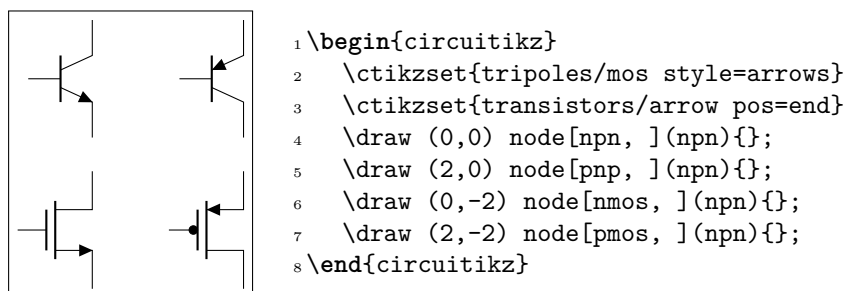 1 \begin{circuitikz}
2 \ctikzset{tripoles/mos style=arrows}
3 \ctikzset{transistors/arrow pos=end}
4 \draw (0,0) node[npn, ](npn){};
5 \draw (2,0) node[pnp, ](npn){};
6 \draw (0,-2) node[nmos, ](npn){};
7 \draw (2,-2) node[pmos, ](npn){};
8 \end{circuitikz}